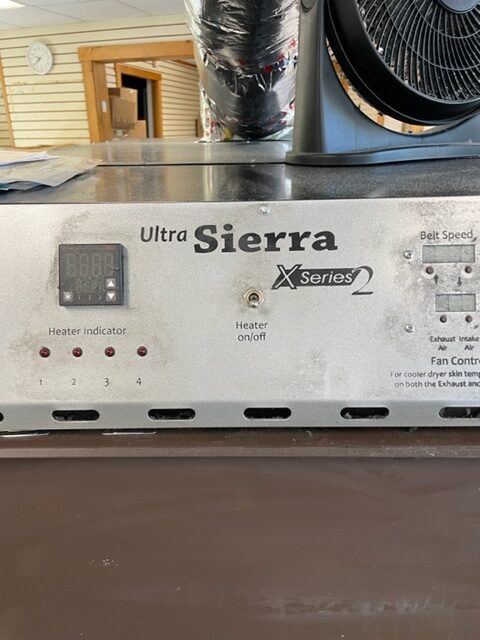 Ultra Sierra
X Series 2
Heater Indicator
1 2 3 4
Heater
on/off
Belt Speed
Exhaust Intake
Air Air
Fan Contro
For cooler dryer skin temp
on both the Exhaust and